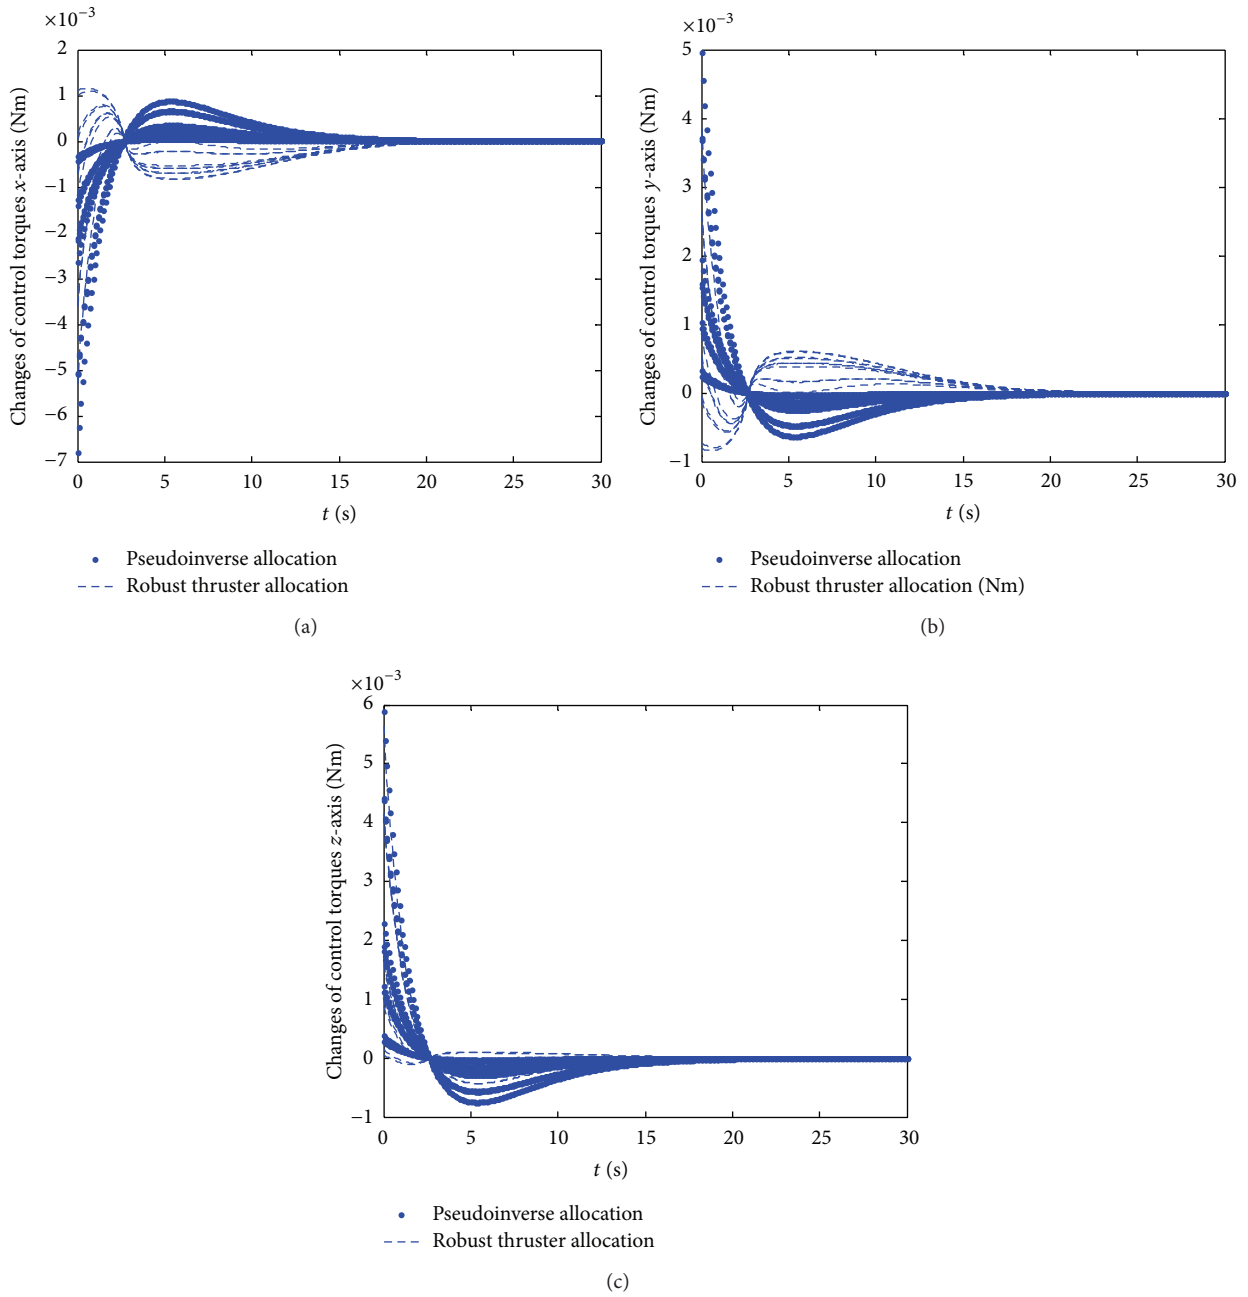 ×10⁻³
2
1
0
−1
−2
−3
−4
−5
−6
−7
Changes of control torques x-axis (Nm)
0 5 10 15 20 25 30
t (s)
Pseudoinverse allocation
Robust thruster allocation
(a)
×10⁻³
5
4
3
2
1
0
−1
Changes of control torques y-axis (Nm)
0 5 10 15 20 25 30
t (s)
Pseudoinverse allocation
Robust thruster allocation (Nm)
(b)
×10⁻³
6
5
4
3
2
1
0
−1
Changes of control torques z-axis (Nm)
0 5 10 15 20 25 30
t (s)
Pseudoinverse allocation
Robust thruster allocation
(c)